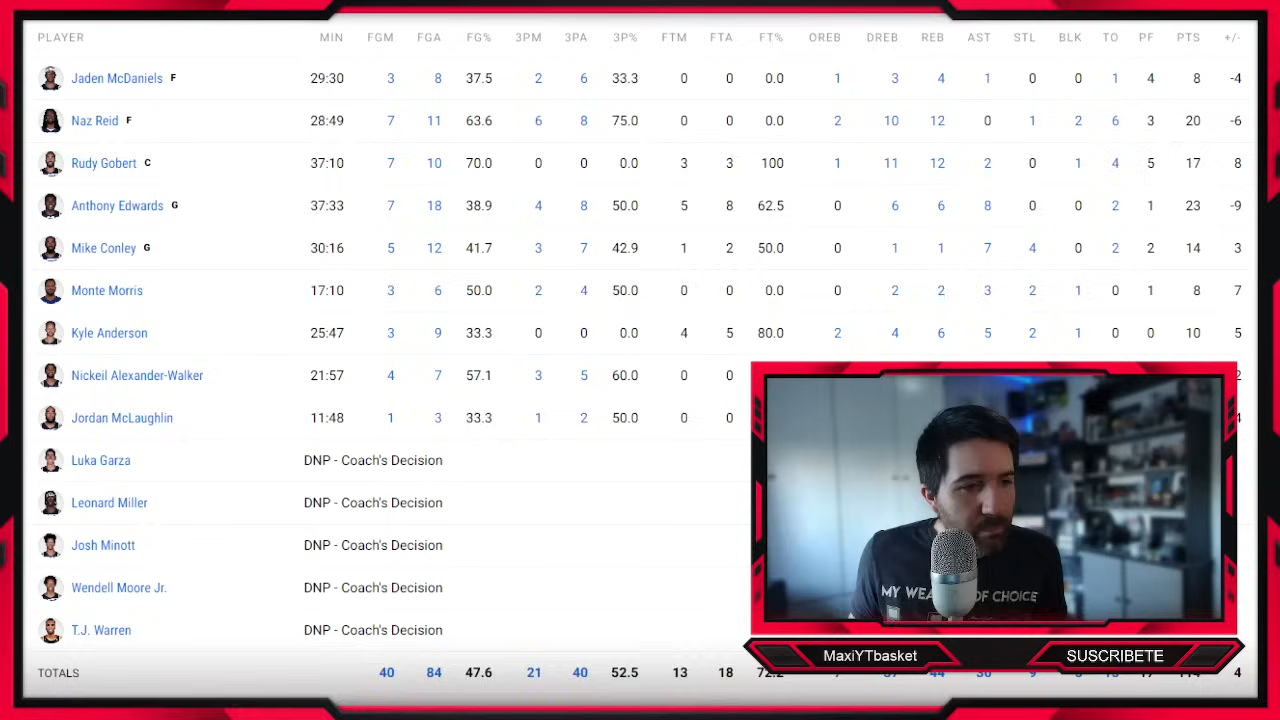 PLAYER MIN FGM FGA FG% 3PM 3PA 3P% FTM FTA FT% OREB DREB REB AST STL BLK TO PF PTS +/-
Jaden McDaniels F 29:30 3 8 37.5 2 6 33.3 0 0 0.0 1 3 4 1 0 0 1 4 8 -4
Naz Reid F 28:49 7 11 63.6 6 8 75.0 0 0 0.0 2 10 12 0 1 2 6 3 20 -6
Rudy Gobert C 37:10 7 10 70.0 0 0 0.0 3 3 100 1 11 12 2 0 1 4 5 17 8
Anthony Edwards G 37:33 7 18 38.9 4 8 50.0 5 8 62.5 0 6 6 8 0 0 2 1 23 -9
Mike Conley G 30:16 5 12 41.7 3 7 42.9 1 2 50.0 0 1 1 7 4 0 2 2 14 3
Monte Morris 17:10 3 6 50.0 2 4 50.0 0 0 0.0 0 2 2 3 2 1 0 1 8 7
Kyle Anderson 25:47 3 9 33.3 0 0 0.0 4 5 80.0 2 4 6 5 2 1 0 0 10 5
Nickeil Alexander-Walker 21:57 4 7 57.1 3 5 60.0 0 0
Jordan McLaughlin 11:48 1 3 33.3 1 2 50.0 0 0
Luka Garza DNP - Coach's Decision
Leonard Miller DNP - Coach's Decision
Josh Minott DNP - Coach's Decision
Wendell Moore Jr. DNP - Coach's Decision
T.J. Warren DNP - Coach's Decision
MY OF CHOICE
MaxiYTbasket SUSCRIBETE
TOTALS 40 84 47.6 21 40 52.5 13 18 4